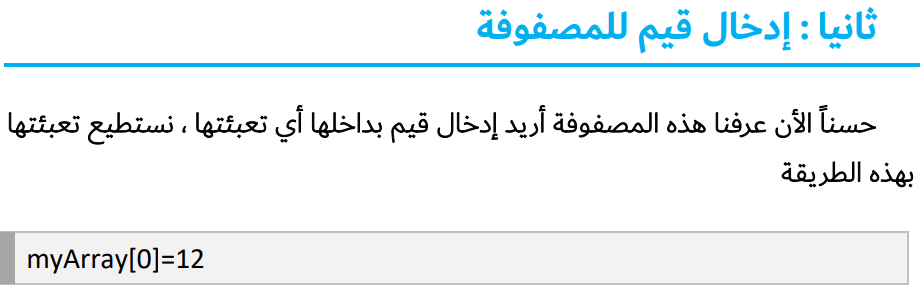 ثانيا : إدخال قيم للمصفوفة
حسناً الأن عرفنا هذه المصفوفة أريد إدخال قيم بداخلها أي تعبئتها ، نستطيع تعبئتها
بهذه الطريقة
myArray[0]=12